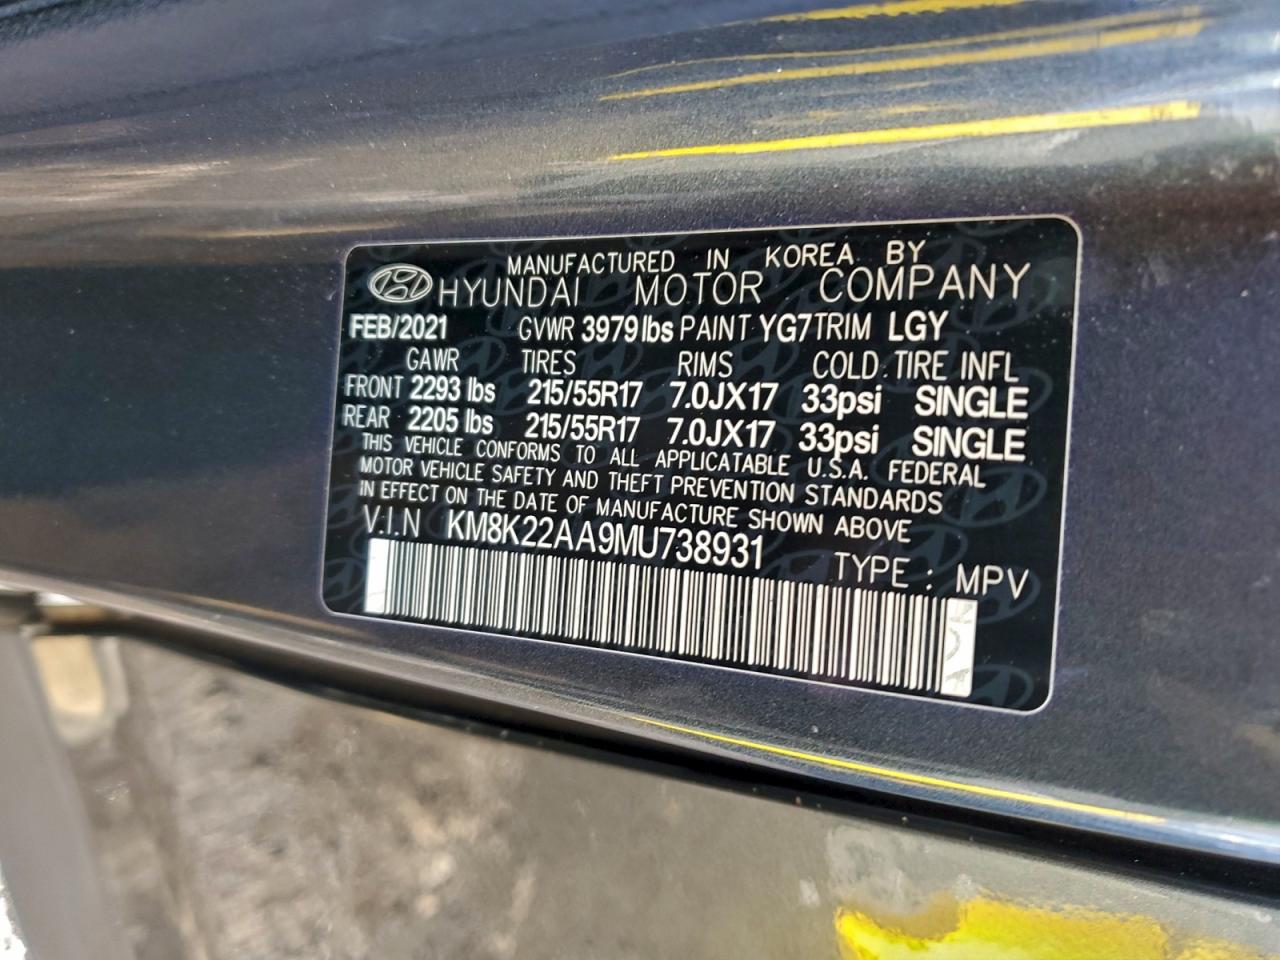 MANUFACTURED IN KOREA BY
HYUNDAI MOTOR COMPANY
FEB/2021 GVWR 3979lbs PAINT YG7 TRIM LGY
GAWR TIRES RIMS COLD TIRE INFL
FRONT 2293 lbs 215/55R17 7.0JX17 33psi SINGLE
REAR 2205 lbs 215/55R17 7.0JX17 33psi SINGLE
THIS VEHICLE CONFORMS TO ALL APPLICATABLE U.S.A. FEDERAL
MOTOR VEHICLE SAFETY AND THEFT PREVENTION STANDARDS
IN EFFECT ON THE DATE OF MANUFACTURE SHOWN ABOVE
V.I.N KM8K22AA9MU738931
TYPE : MPV